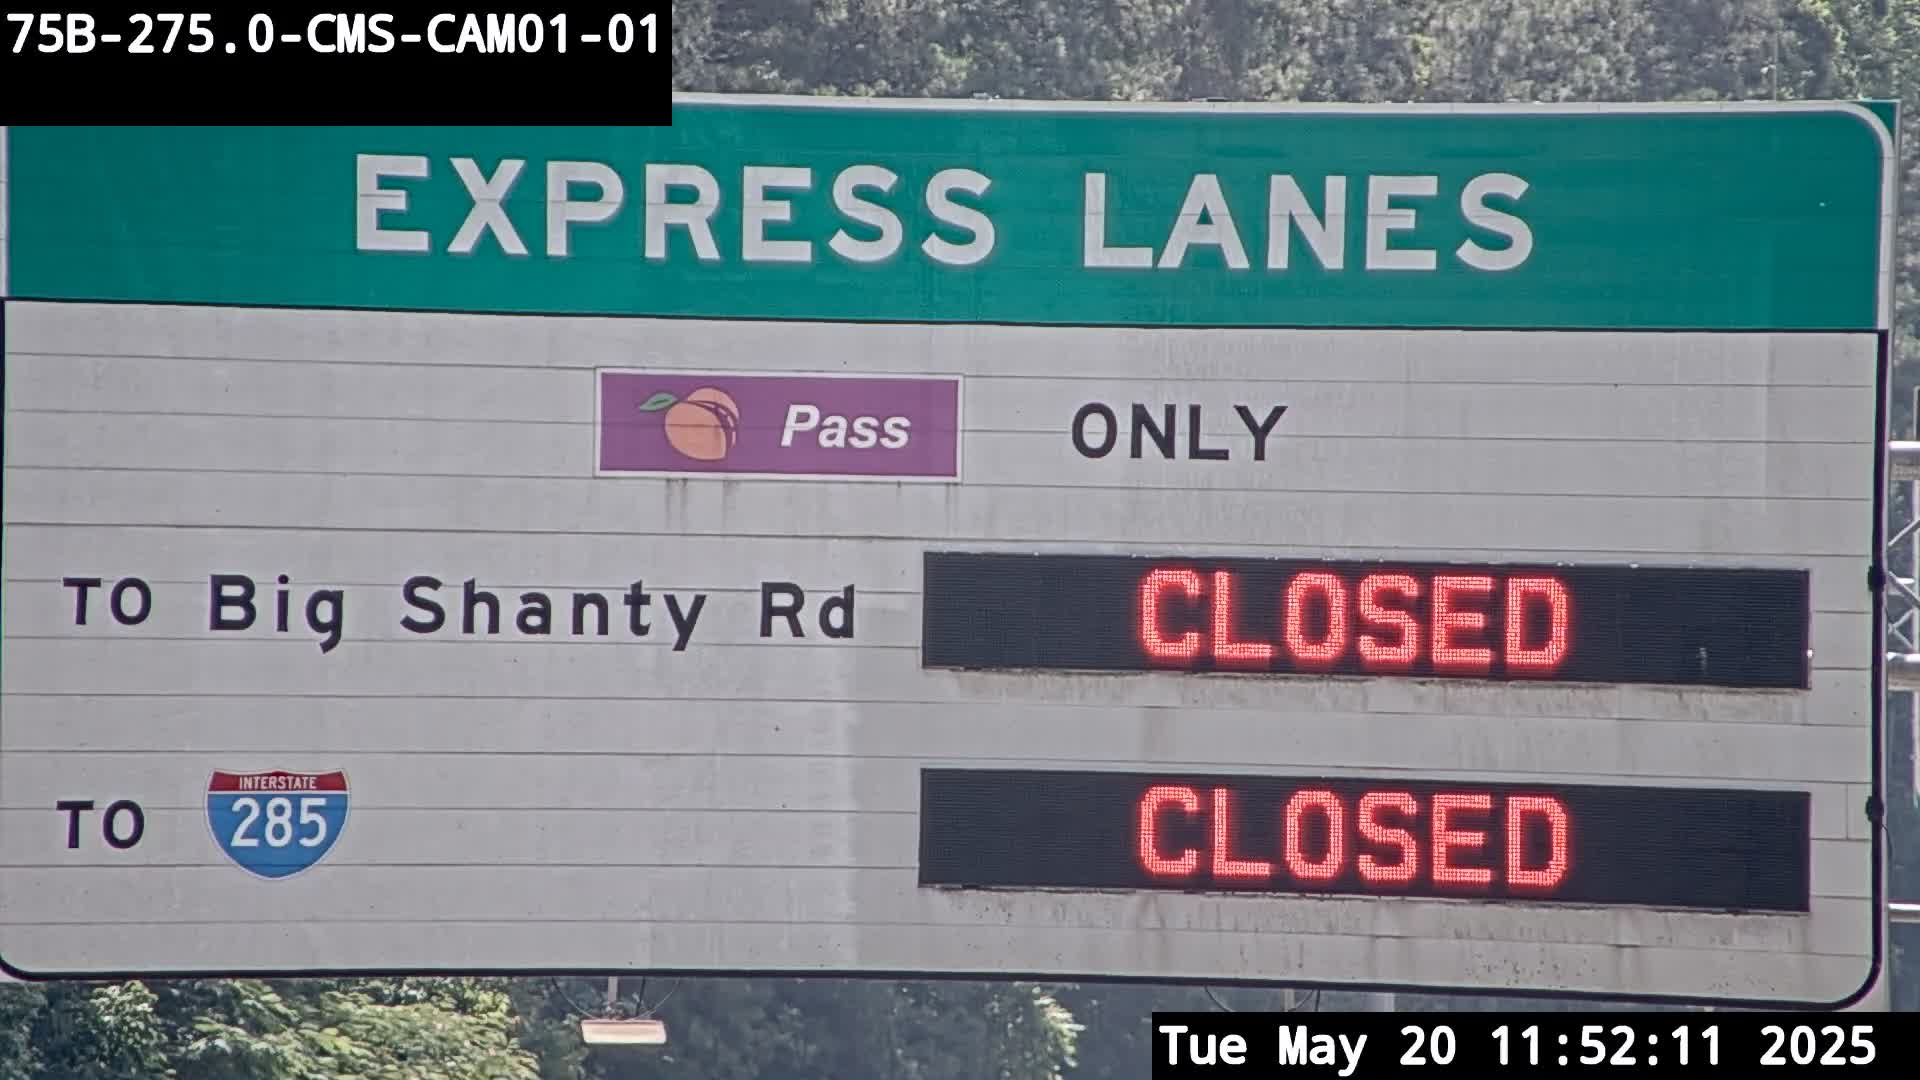 75B-275.0-CMS-CAM01-01
EXPRESS LANES
Pass ONLY
TO Big Shanty Rd CLOSED
INTERSTATE
TO 285 CLOSED
Tue May 20 11:52:11 2025